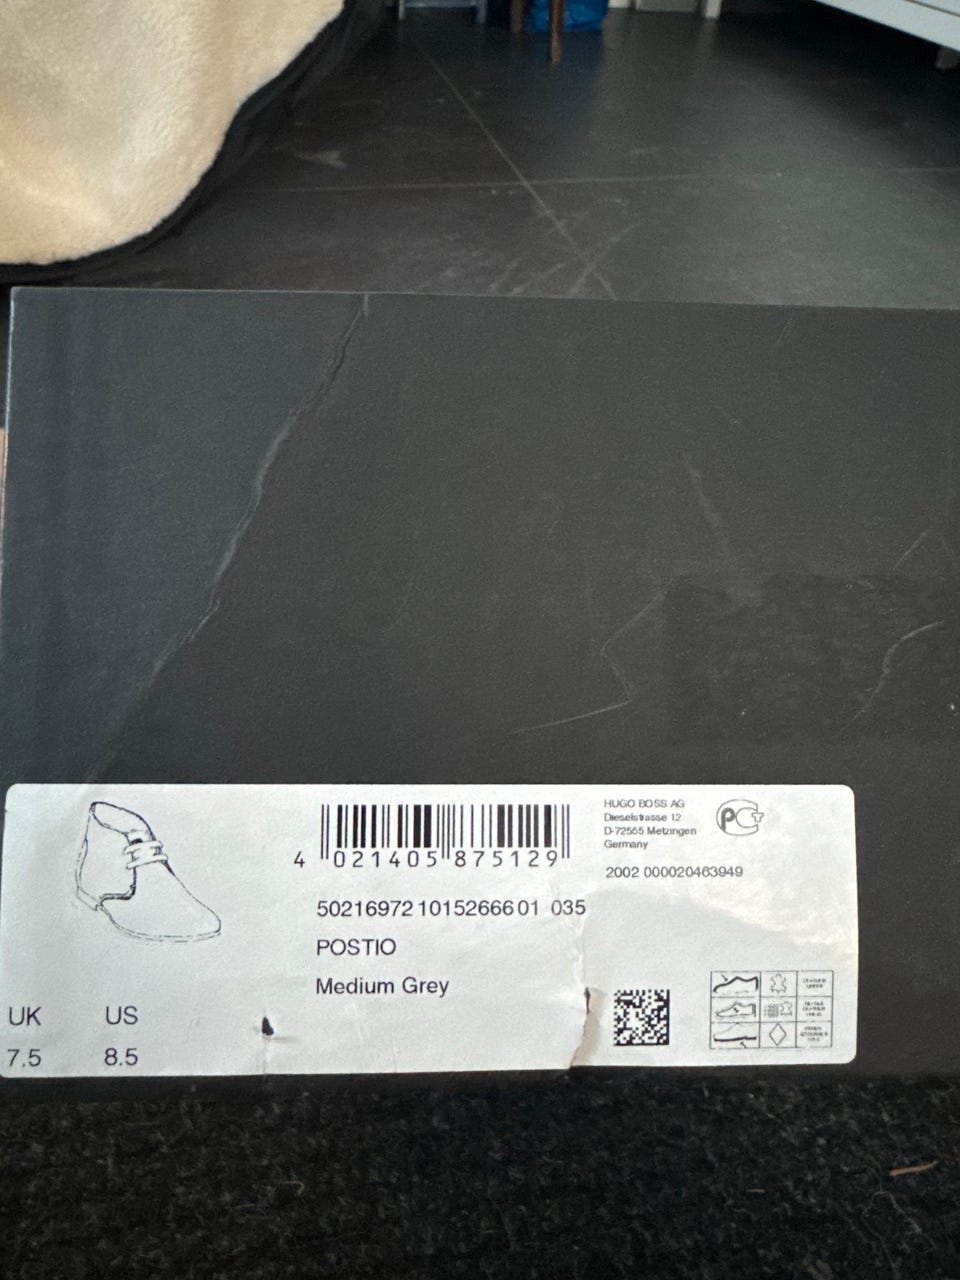 4 021405 875129
50216972 10152666 01 035
POSTIO
Medium Grey
UK US
7.5 8.5
HUGO BOSS AG
Dieselstrasse 12
D-72555 Metzingen
Germany
PCT
2002 000020463949